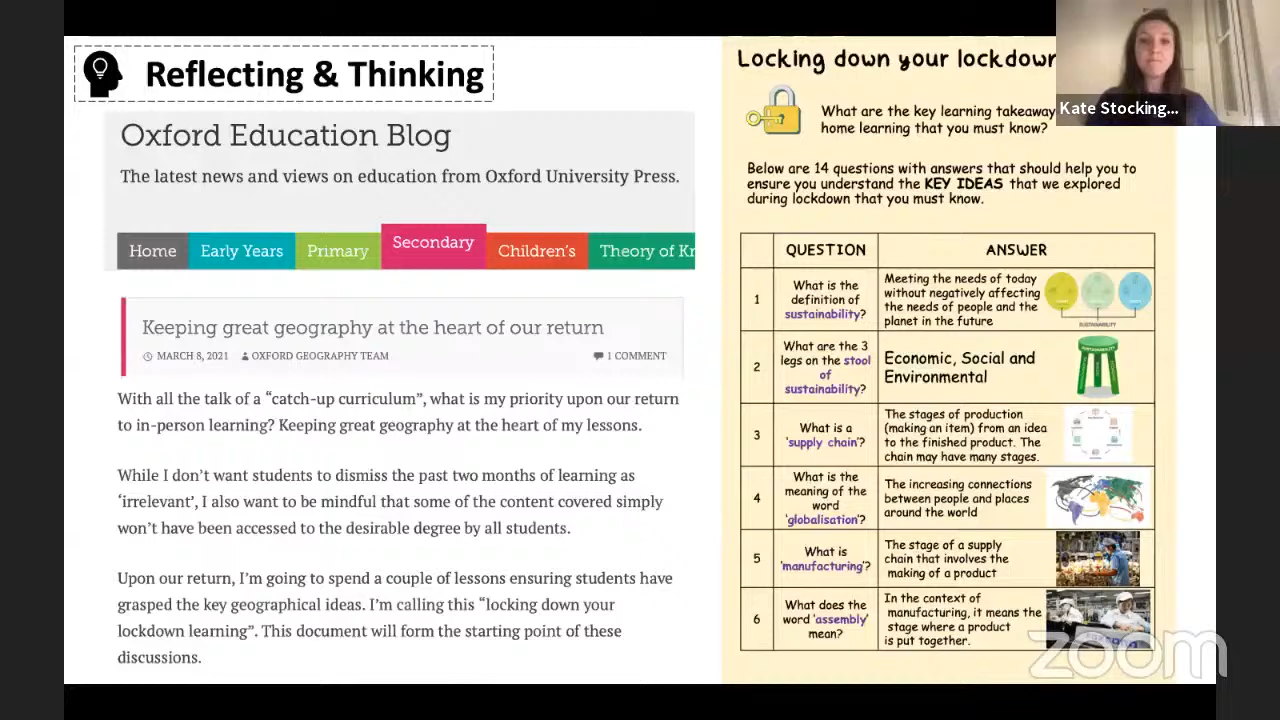 Reflecting & Thinking
Oxford Education Blog
The latest news and views on education from Oxford University Press.
Home
Early Years
Primary
Secondary
Children's
Theory of Kr
Keeping great geography at the heart of our return
MARCH 8, 2021
OXFORD GEOGRAPHY TEAM
1 COMMENT
With all the talk of a “catch-up curriculum”, what is my priority upon our return
to in-person learning? Keeping great geography at the heart of my lessons.
While I don’t want students to dismiss the past two months of learning as
‘irrelevant’, I also want to be mindful that some of the content covered simply
won’t have been accessed to the desirable degree by all students.
Upon our return, I’m going to spend a couple of lessons ensuring students have
grasped the key geographical ideas. I’m calling this “locking down your
lockdown learning”. This document will form the starting point of these
discussions.
Locking down your lockdown
What are the key learning takeaway
home learning that you must know?
Below are 14 questions with answers that should help you to
ensure you understand the KEY IDEAS that we explored
during lockdown that you must know.
QUESTION
ANSWER
1
What is the
definition of
sustainability?
Meeting the needs of today
without negatively affecting
the needs of people and the
planet in the future
SUSTAINABILITY
2
What are the 3
legs on the stool
of
sustainability?
Economic, Social and
Environmental
SUSTAINABILITY
3
What is a
'supply chain'?
The stages of production
(making an item) from an idea
to the finished product. The
chain may have many stages.
4
What is the
meaning of the
word
'globalisation'?
The increasing connections
between people and places
around the world
5
What is
'manufacturing'?
The stage of a supply
chain that involves the
making of a product
6
What does the
word 'assembly'
mean?
In the context of
manufacturing, it means the
stage where a product
is put together.
Kate Stocking...
zoom